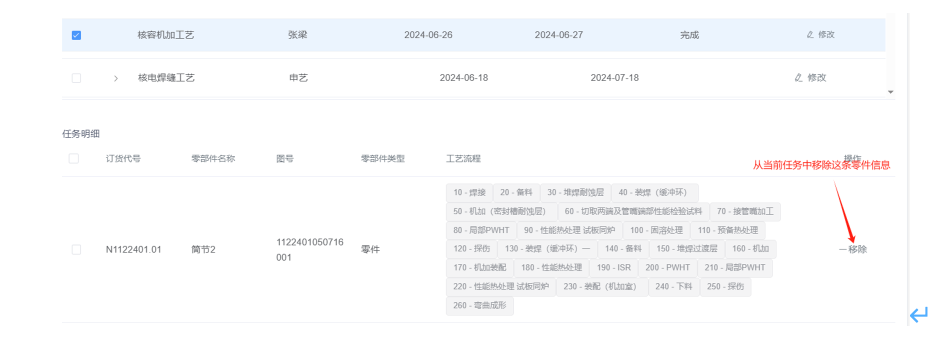 核容机加工艺 张梁 2024-06-26 2024-06-27 完成 修改
核电焊缝工艺 申艺 2024-06-18 2024-07-18 修改
任务明细
订货代号 零部件名称 图号 零部件类型 工艺流程 操作
从当前任务中移除这条零件信息
10 - 焊接 20 - 备料 30 - 堆焊耐蚀层 40 - 装焊（缓冲环）
50 - 机加（密封槽耐蚀层） 60 - 切取两端及管嘴端部性能检验试料 70 - 接管嘴加工
80 - 局部PWHT 90 - 性能热处理 试板同炉 100 - 固溶处理 110 - 预备热处理
N1122401.01 筒节2 1122401050716001 零件 120 - 探伤 130 - 装焊（缓冲环）一 140 - 备料 150 - 堆焊过渡层 160 - 机加 移除
170 - 机加装配 180 - 性能热处理 190 - ISR 200 - PWHT 210 - 局部PWHT
220 - 性能热处理 试板同炉 230 - 装配（机加室） 240 - 下料 250 - 探伤
260 - 弯曲成形